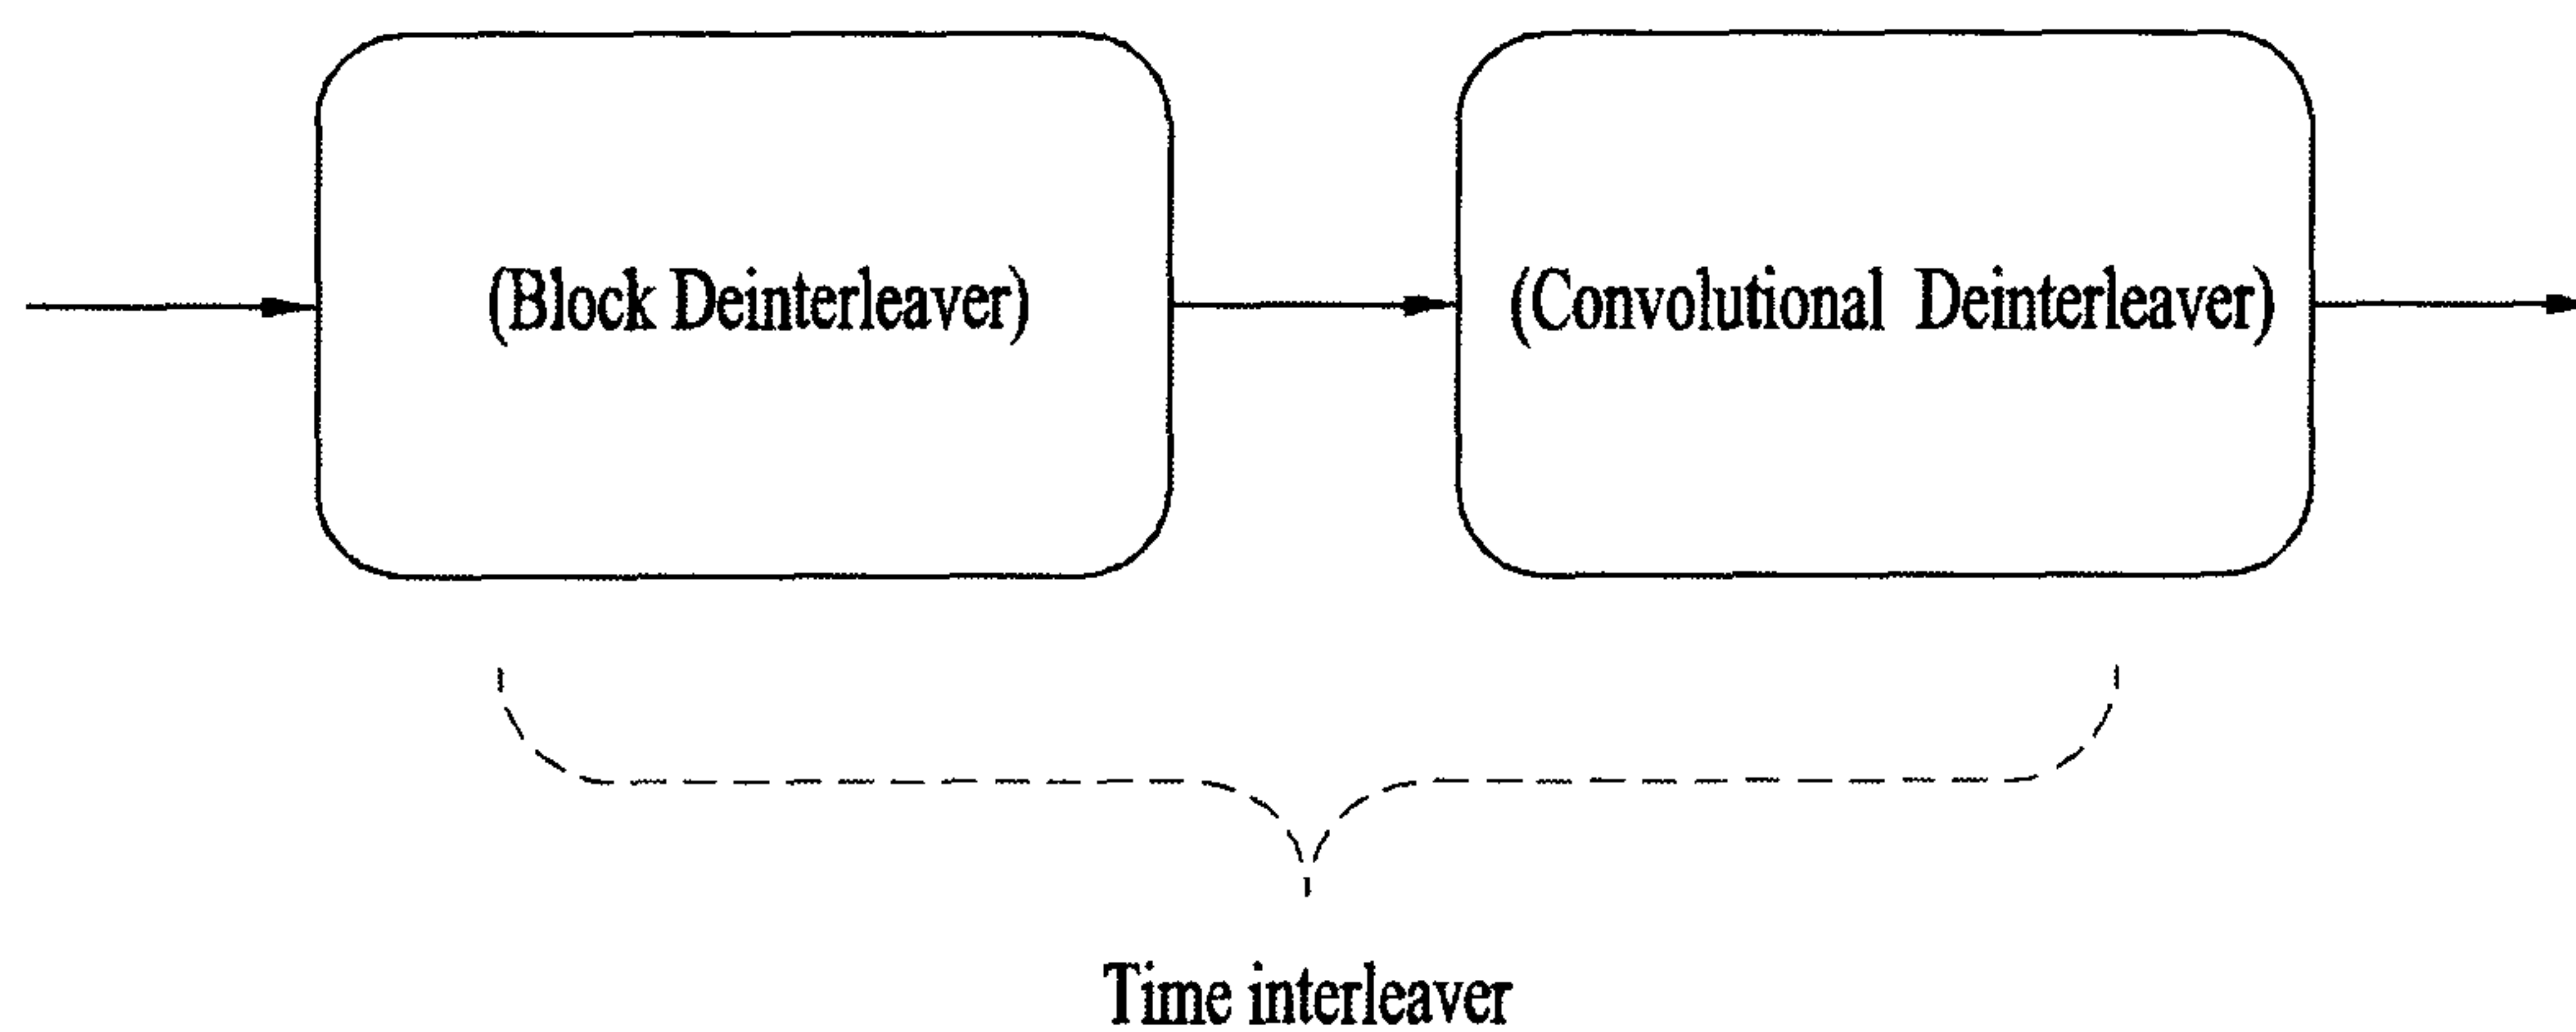 (Block Deinterleaver)
(Convolutional Deinterleaver)
Time interleaver